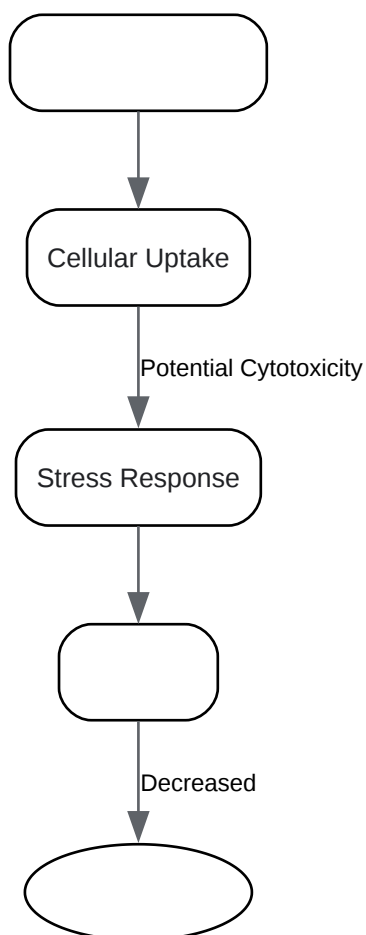 Cellular Uptake
Potential Cytotoxicity
Stress Response
Decreased